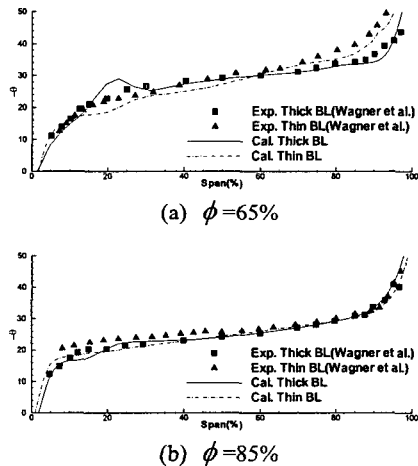 50
40
30
-θ
20
10
0
0 20 40 60 80 100
Span(%)
Exp. Thick BL(Wagner et al.)
Exp. Thin BL(Wagner et al.)
Cal. Thick BL
Cal. Thin BL
(a) ϕ=65%
50
40
30
-θ
20
10
0
0 20 40 60 80 100
Span(%)
Exp. Thick BL(Wagner et al.)
Exp. Thin BL(Wagner et al.)
Cal. Thick BL
Cal. Thin BL
(b) ϕ=85%